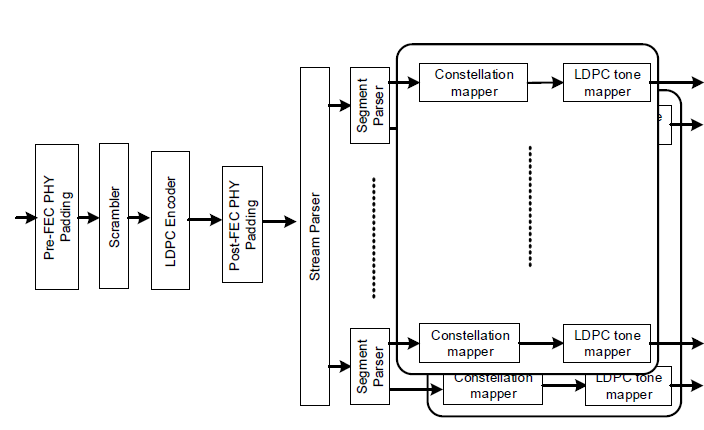 Pre-FEC PHY
Padding
Scrambler
LDPC Encoder
Post-FEC PHY
Padding
Stream Parser
Segment
Parser
Constellation
mapper
LDPC tone
mapper
Segment
Parser
Constellation
mapper
LDPC tone
mapper
Constellation
mapper
LDPC tone
mapper